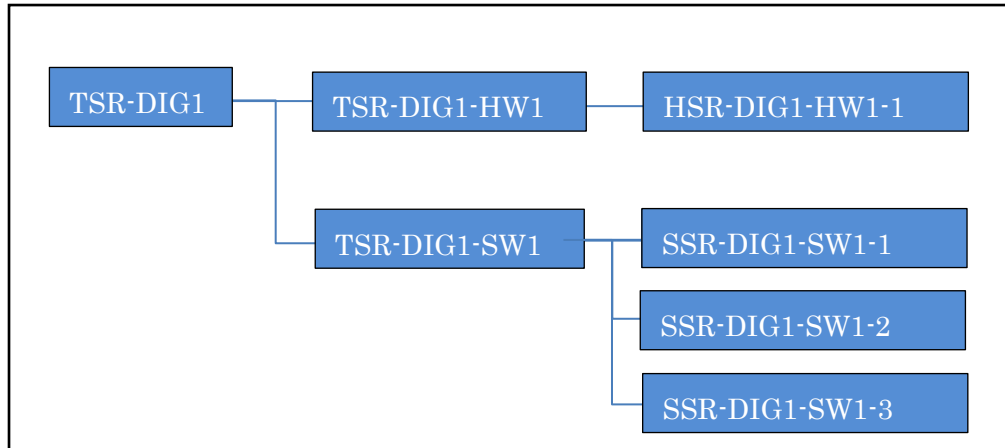 TSR-DIG1
TSR-DIG1-HW1
HSR-DIG1-HW1-1
TSR-DIG1-SW1
SSR-DIG1-SW1-1
SSR-DIG1-SW1-2
SSR-DIG1-SW1-3